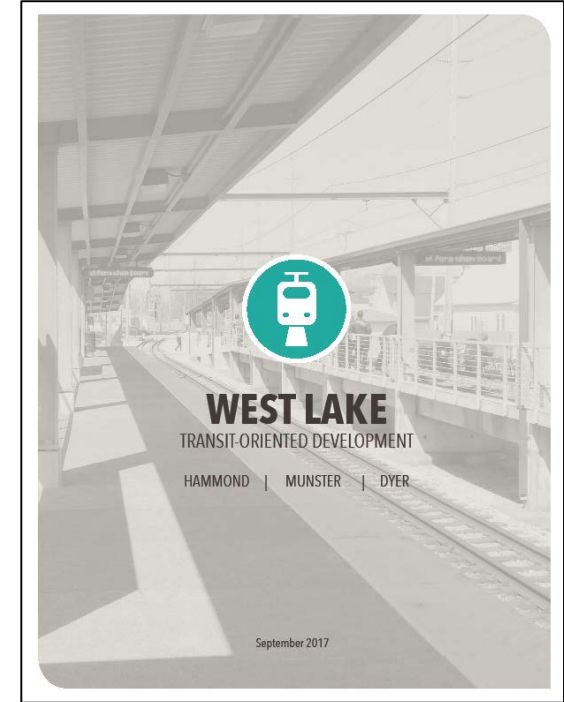 WEST LAKE
TRANSIT-ORIENTED DEVELOPMENT
HAMMOND | MUNSTER | DYER
September 2017